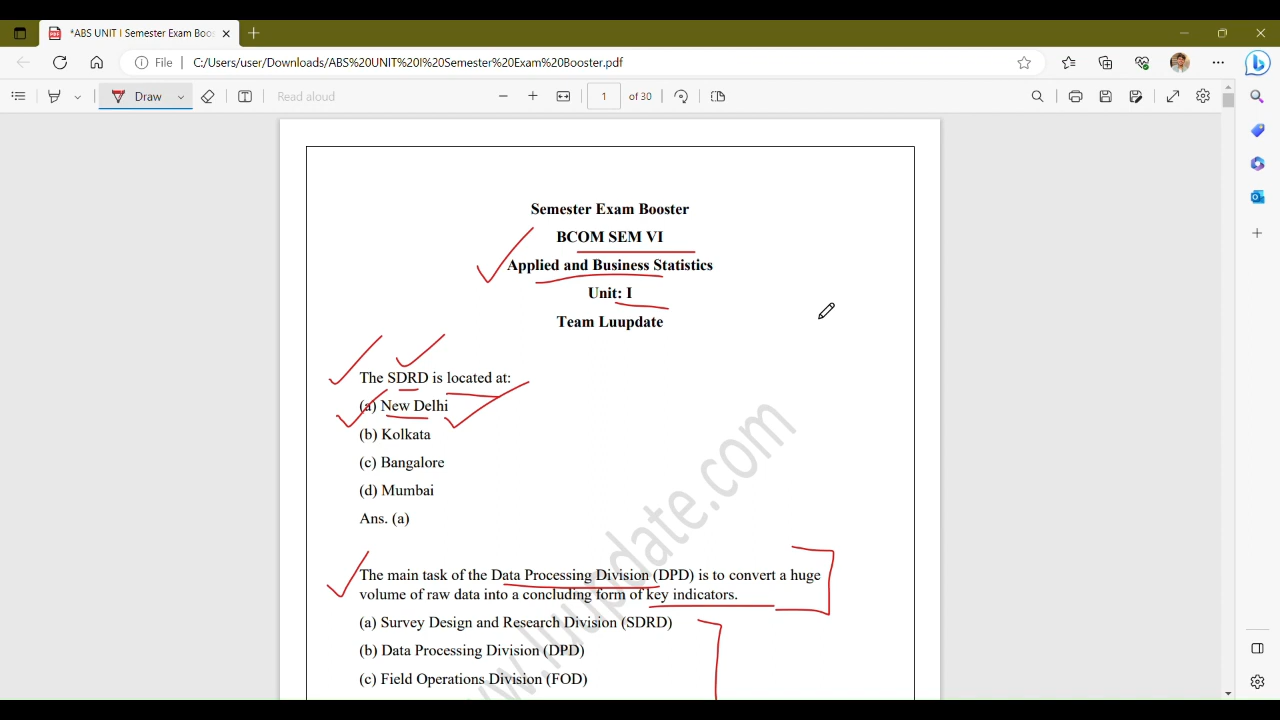 *ABS UNIT I Semester Exam Boo
File
C:/Users/user/Downloads/ABS%20UNIT%20I%20Semester%20Exam%20Booster.pdf
Draw
Read aloud
1
of 30
Semester Exam Booster
BCOM SEM VI
Applied and Business Statistics
Unit: I
Team Luupdate
The SDRD is located at:
(a) New Delhi
(b) Kolkata
(c) Bangalore
(d) Mumbai
Ans. (a)
The main task of the Data Processing Division (DPD) is to convert a huge
volume of raw data into a concluding form of key indicators.
(a) Survey Design and Research Division (SDRD)
(b) Data Processing Division (DPD)
(c) Field Operations Division (FOD)
www.luupdate.com